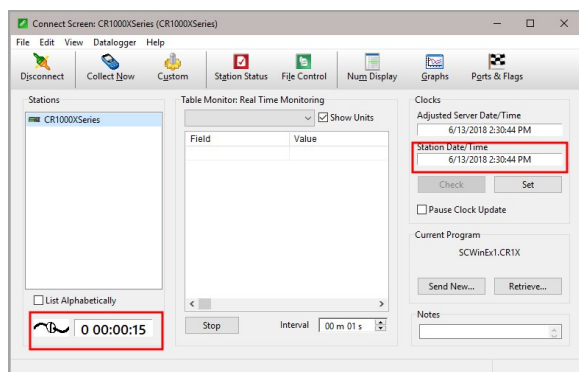 Connect Screen: CR1000XSeries (CR1000XSeries)
File Edit View Datalogger Help
Disconnect Collect Now Custom Station Status File Control Num Display Graphs Ports & Flags
Stations
CR1000XSeries
List Alphabetically
0 00:00:15
Table Monitor: Real Time Monitoring
Show Units
Field Value
Stop Interval 00 m 01 s
Clocks
Adjusted Server Date/Time
6/13/2018 2:30:44 PM
Station Date/Time
6/13/2018 2:30:44 PM
Check Set
Pause Clock Update
Current Program
SCWinEx1.CR1X
Send New... Retrieve...
Notes